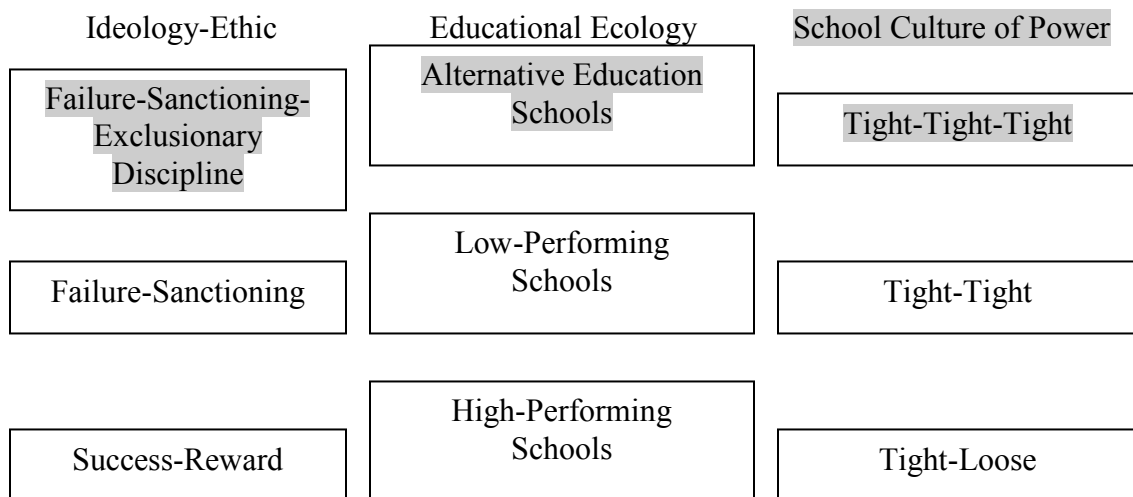 Ideology-Ethic
Educational Ecology
School Culture of Power
Failure-Sanctioning-
Exclusionary
Discipline
Alternative Education
Schools
Tight-Tight-Tight
Failure-Sanctioning
Low-Performing
Schools
Tight-Tight
Success-Reward
High-Performing
Schools
Tight-Loose